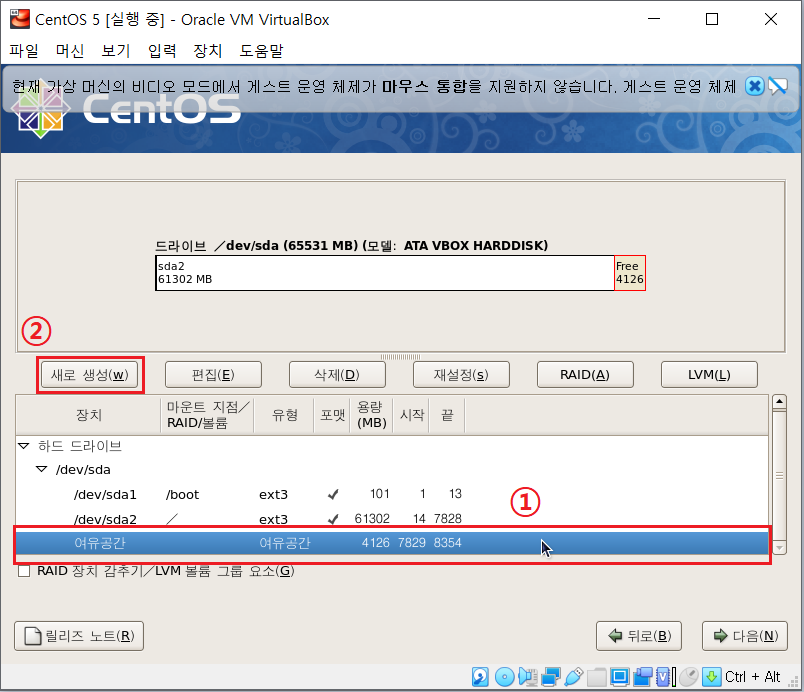 CentOS 5 [실행 중] - Oracle VM VirtualBox
파일 머신 보기 입력 장치 도움말
현재 가상 머신의 비디오 모드에서 게스트 운영 체제가 마우스 통합을 지원하지 않습니다. 게스트 운영 체제
CentOS
드라이브 /dev/sda (65531 MB) (모델: ATA VBOX HARDDISK)
sda2 Free
61302 MB 4126
②
새로 생성(w) 편집(E) 삭제(D) 재설정(s) RAID(A) LVM(L)
장치 마운트 지점/ RAID/볼륨 유형 포맷 용량 (MB) 시작 끝
하드 드라이브
/dev/sda
/dev/sda1 /boot ext3 101 1 13
①
/dev/sda2 / ext3 61302 14 7828
여유공간 여유공간 4126 7829 8354
RAID 장치 감추기/LVM 볼륨 그룹 요소(G)
릴리즈 노트(R) 뒤로(B) 다음(N)
Ctrl + Alt